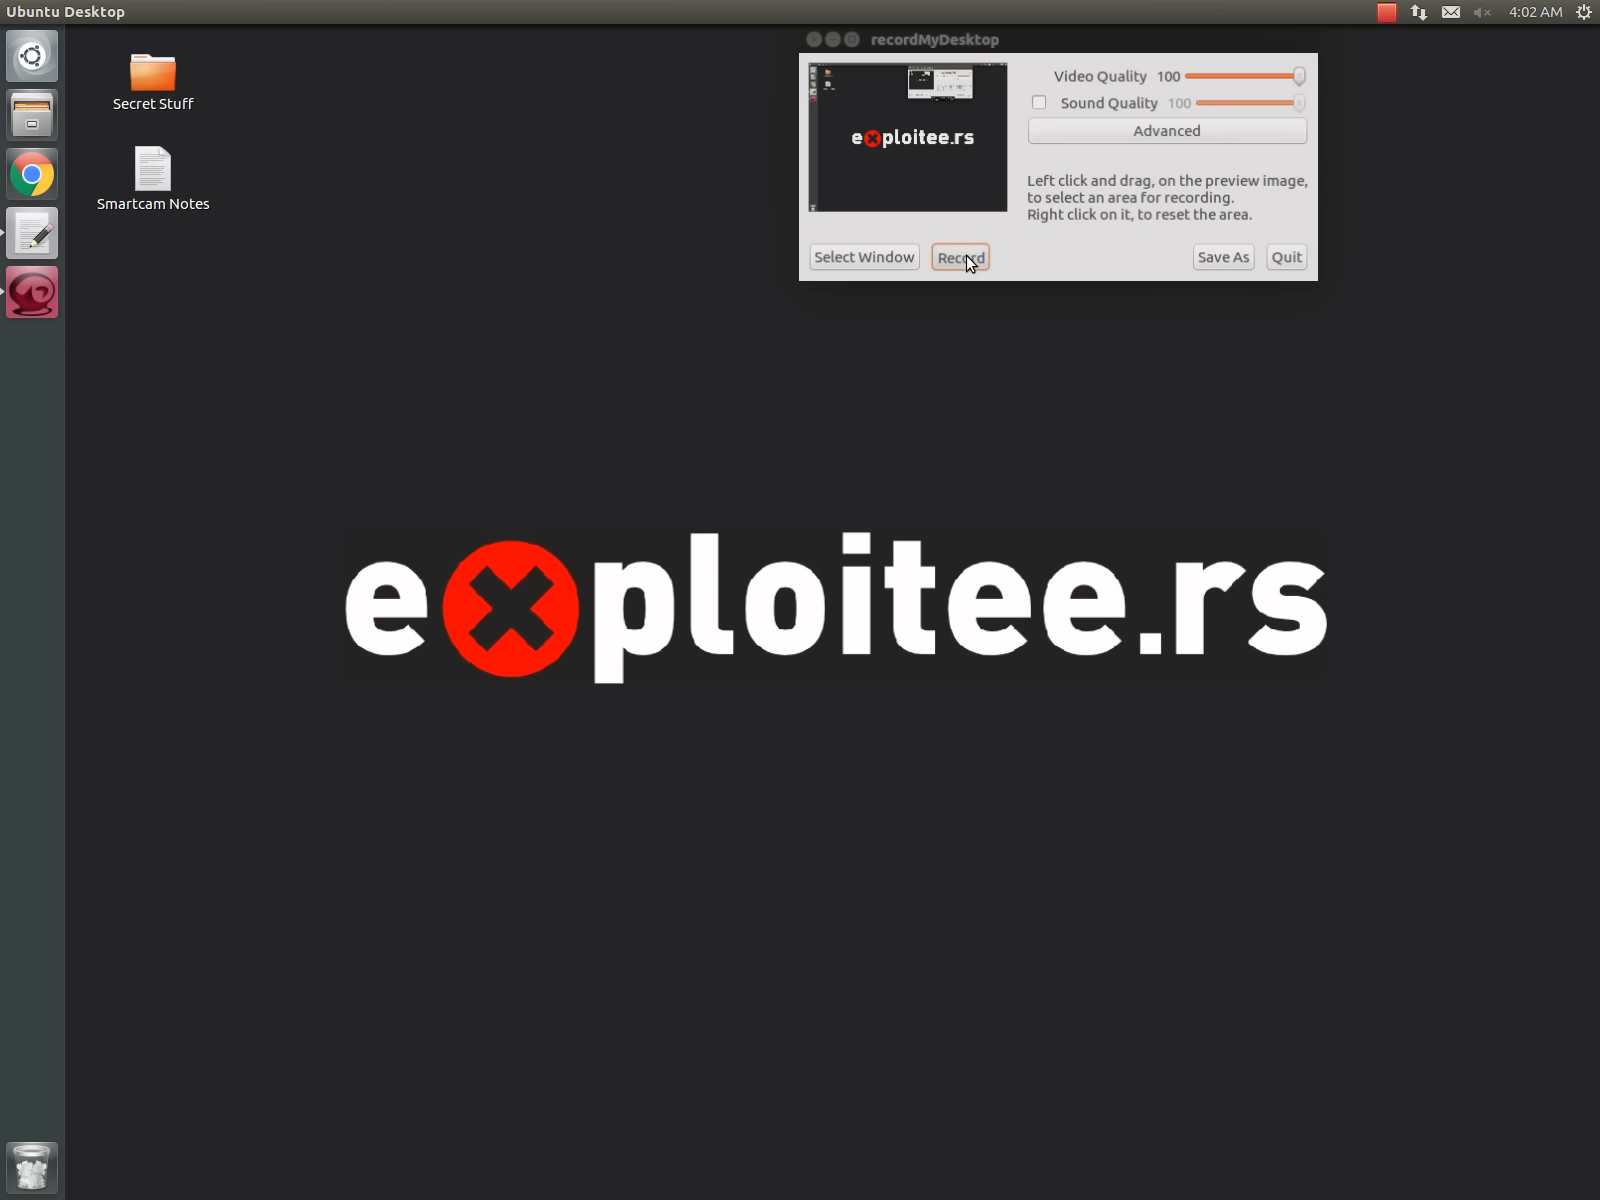 Ubuntu Desktop
4:02 AM
Secret Stuff
Smartcam Notes
recordMyDesktop
Video Quality 100
Sound Quality 100
Advanced
exploitee.rs
Left click and drag, on the preview image,
to select an area for recording.
Right click on it, to reset the area.
Select Window
Record
Save As
Quit
exploitee.rs